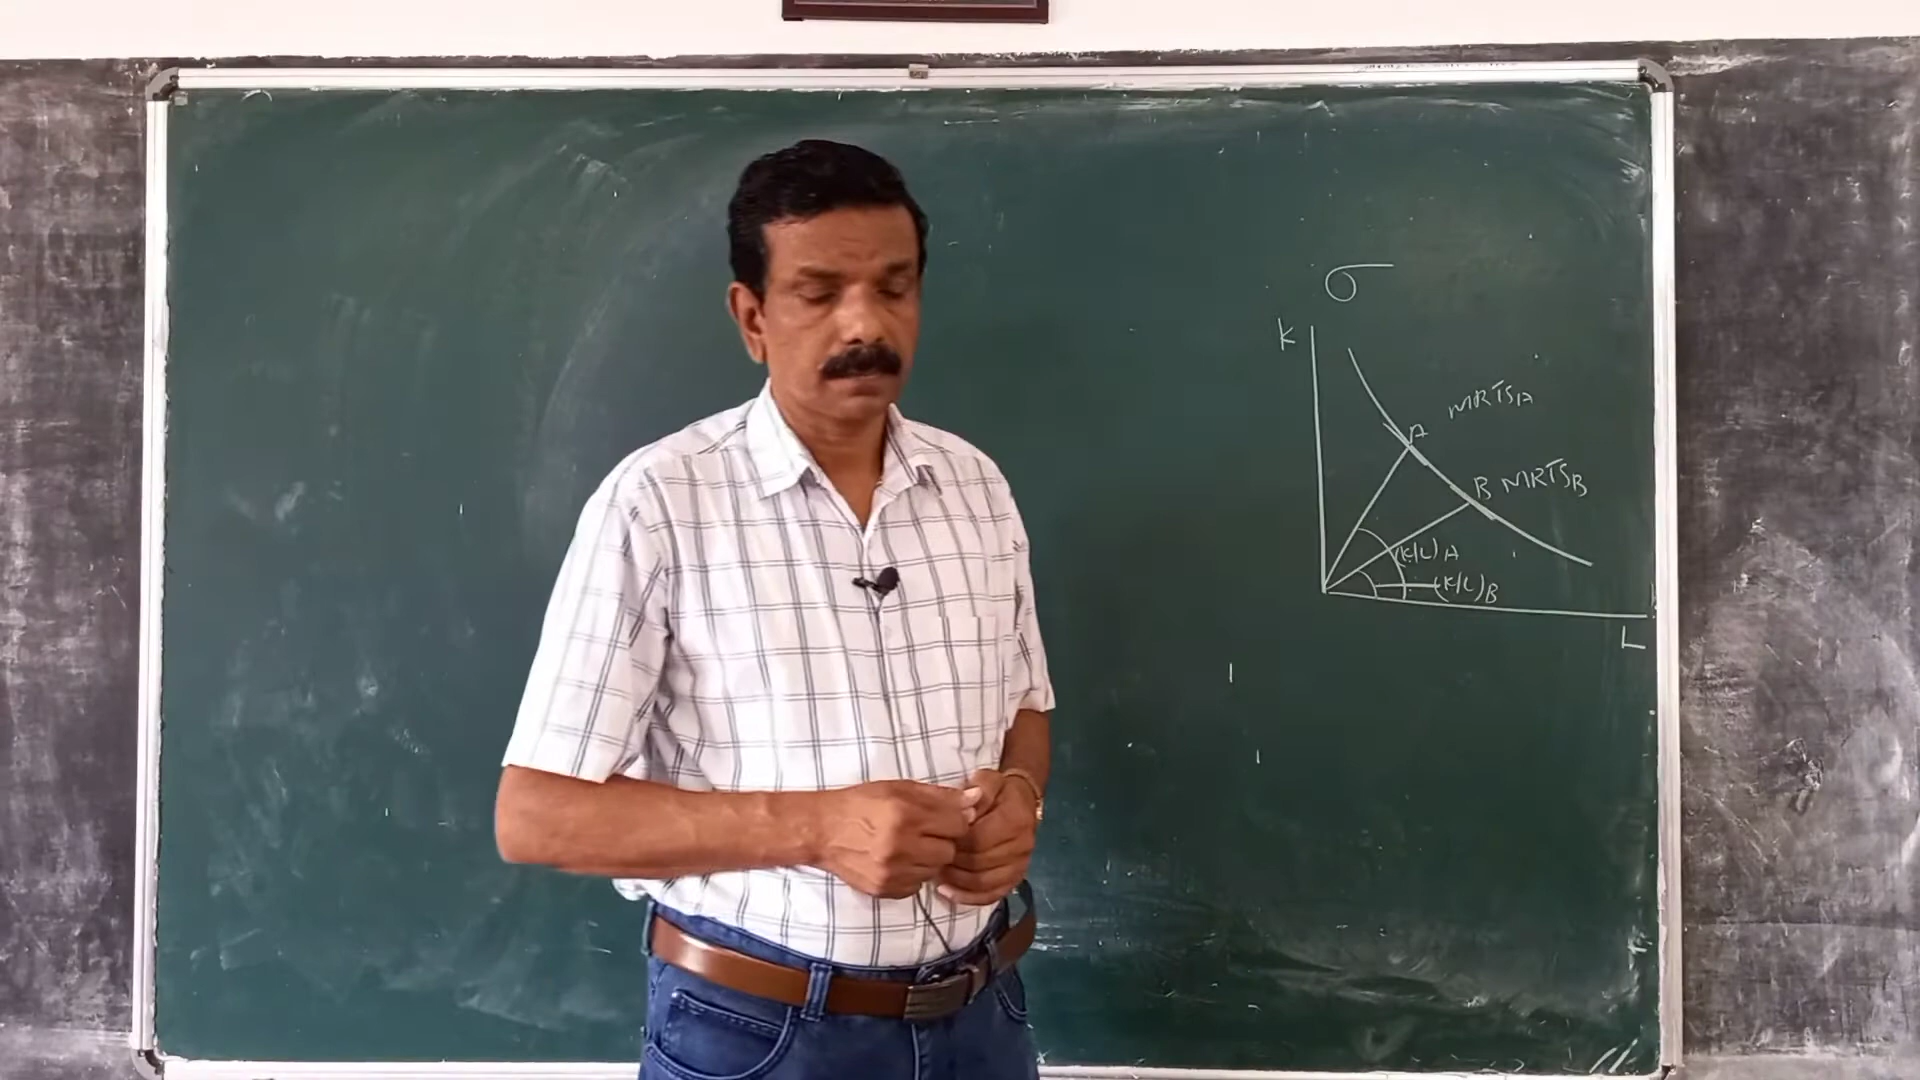 σ
K
A MRTSA
B MRTSB
(K/L)A
(K/L)B
L